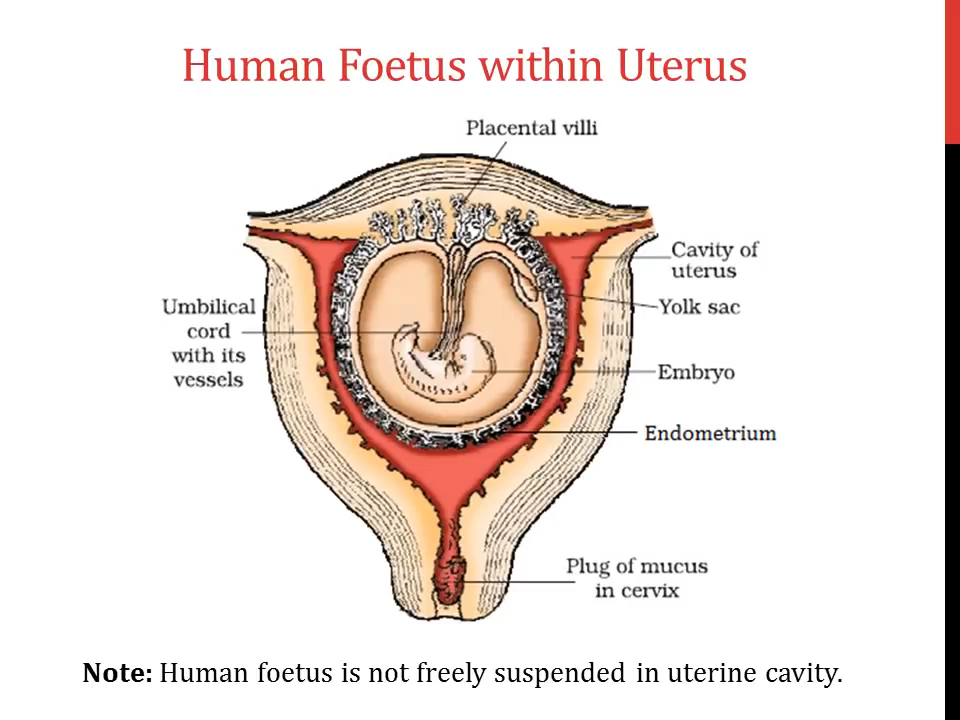 Human Foetus within Uterus
Placental villi
Cavity of
uterus
Umbilical
cord
with its
vessels
Yolk sac
Embryo
Endometrium
Plug of mucus
in cervix
Note: Human foetus is not freely suspended in uterine cavity.